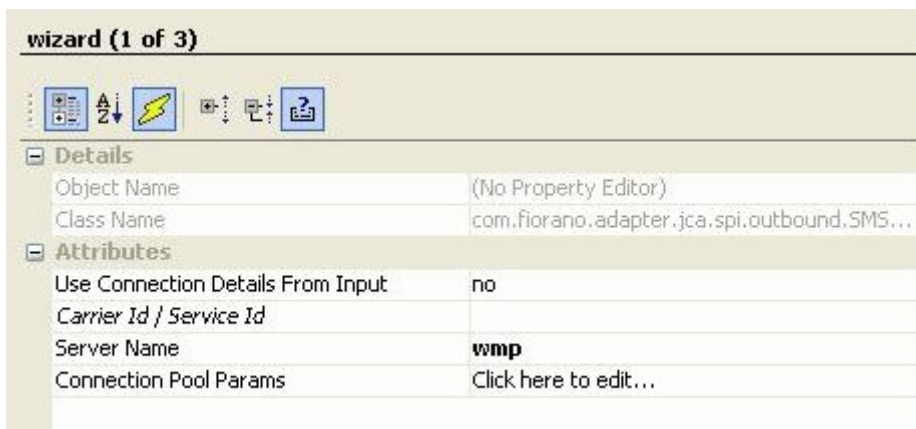 wizard (1 of 3)
Details
Object Name (No Property Editor)
Class Name com.fiorano.adapter.jca.spi.outbound.SMS...
Attributes
Use Connection Details From Input no
Carrier Id / Service Id
Server Name wmp
Connection Pool Params Click here to edit...